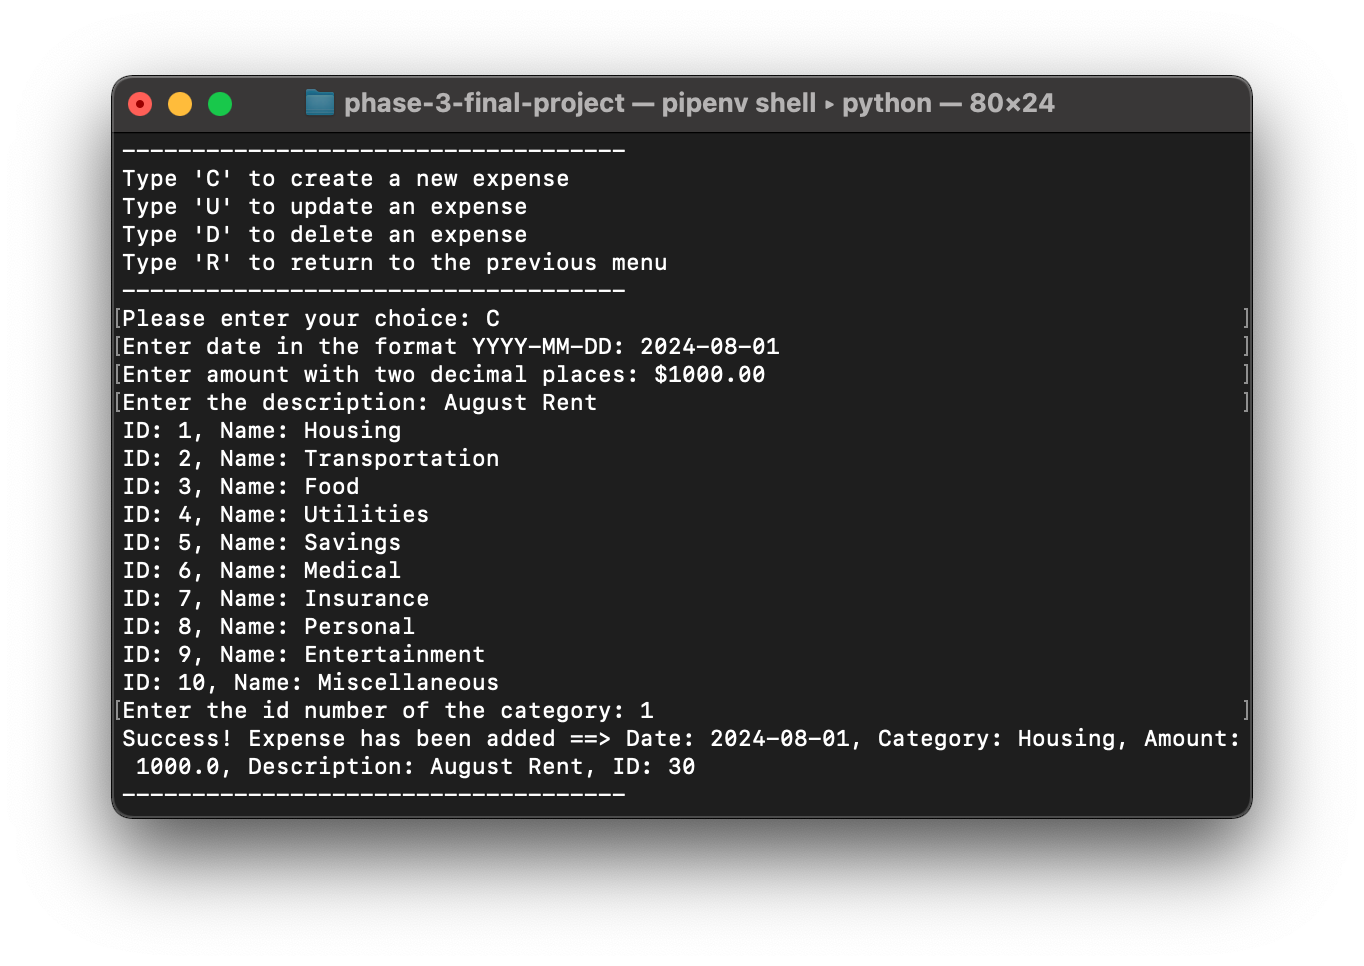 phase-3-final-project — pipenv shell ▸ python — 80×24
------------------------------------
Type 'C' to create a new expense
Type 'U' to update an expense
Type 'D' to delete an expense
Type 'R' to return to the previous menu
------------------------------------
[Please enter your choice: C ]
[Enter date in the format YYYY-MM-DD: 2024-08-01 ]
[Enter amount with two decimal places: $1000.00 ]
[Enter the description: August Rent ]
ID: 1, Name: Housing
ID: 2, Name: Transportation
ID: 3, Name: Food
ID: 4, Name: Utilities
ID: 5, Name: Savings
ID: 6, Name: Medical
ID: 7, Name: Insurance
ID: 8, Name: Personal
ID: 9, Name: Entertainment
ID: 10, Name: Miscellaneous
[Enter the id number of the category: 1 ]
Success! Expense has been added ==> Date: 2024-08-01, Category: Housing, Amount:
 1000.0, Description: August Rent, ID: 30
------------------------------------